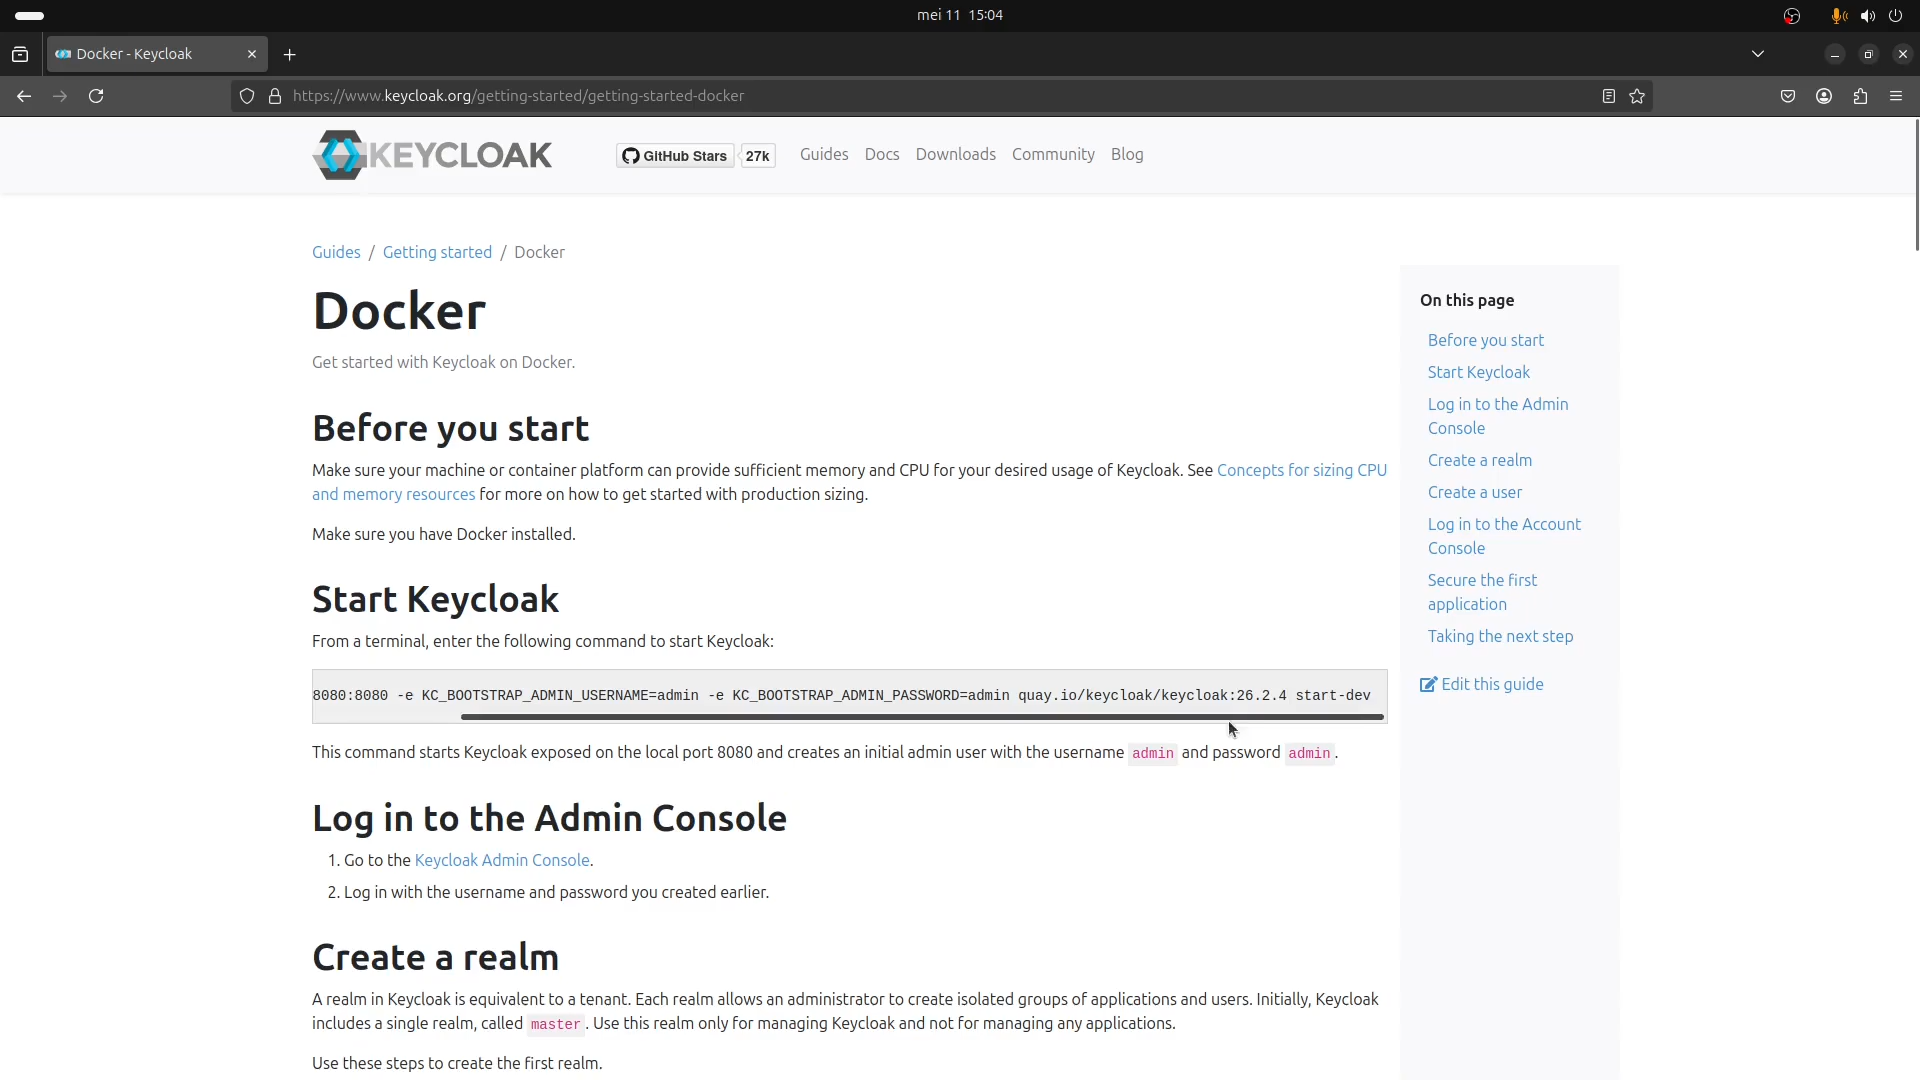 mei 11 15:04
Docker - Keycloak
https://www.keycloak.org/getting-started/getting-started-docker
KEYCLOAK
GitHub Stars 27k
Guides Docs Downloads Community Blog
Guides / Getting started / Docker
Docker
Get started with Keycloak on Docker.
Before you start
Make sure your machine or container platform can provide sufficient memory and CPU for your desired usage of Keycloak. See Concepts for sizing CPU
and memory resources for more on how to get started with production sizing.
Make sure you have Docker installed.
Start Keycloak
From a terminal, enter the following command to start Keycloak:
8080:8080 -e KC_BOOTSTRAP_ADMIN_USERNAME=admin -e KC_BOOTSTRAP_ADMIN_PASSWORD=admin quay.io/keycloak/keycloak:26.2.4 start-dev
This command starts Keycloak exposed on the local port 8080 and creates an initial admin user with the username admin and password admin.
Log in to the Admin Console
1. Go to the Keycloak Admin Console.
2. Log in with the username and password you created earlier.
Create a realm
A realm in Keycloak is equivalent to a tenant. Each realm allows an administrator to create isolated groups of applications and users. Initially, Keycloak
includes a single realm, called master. Use this realm only for managing Keycloak and not for managing any applications.
Use these steps to create the first realm.
On this page
Before you start
Start Keycloak
Log in to the Admin
Console
Create a realm
Create a user
Log in to the Account
Console
Secure the first
application
Taking the next step
Edit this guide